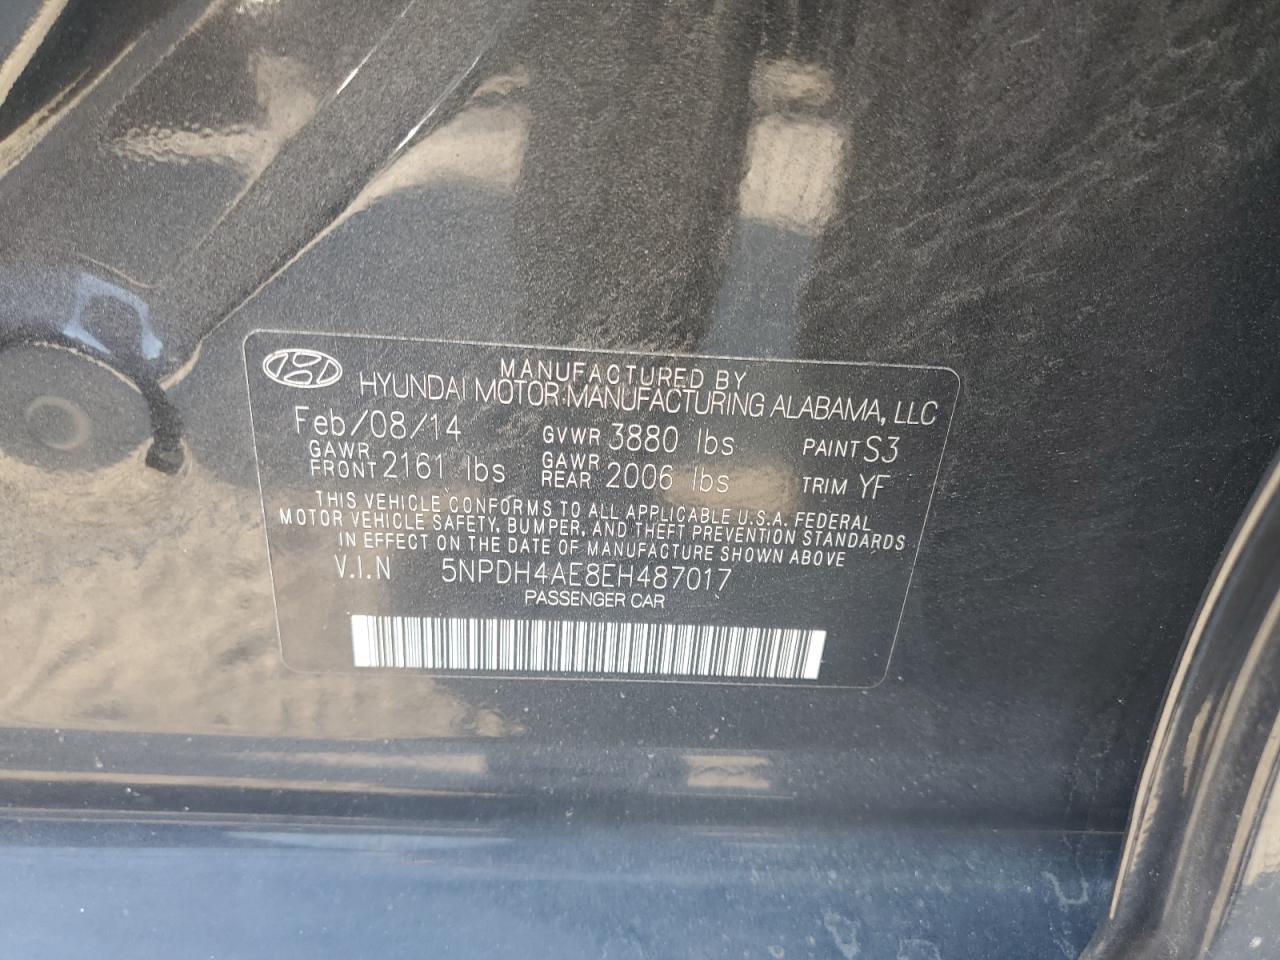 MANUFACTURED BY
HYUNDAI MOTOR MANUFACTURING ALABAMA, LLC
Feb/08/14 GVWR 3880 lbs PAINT S3
GAWR FRONT 2161 lbs GAWR REAR 2006 lbs TRIM YF
THIS VEHICLE CONFORMS TO ALL APPLICABLE U.S.A. FEDERAL
MOTOR VEHICLE SAFETY, BUMPER, AND THEFT PREVENTION STANDARDS
IN EFFECT ON THE DATE OF MANUFACTURE SHOWN ABOVE
V.I.N 5NPDH4AE8EH487017
PASSENGER CAR